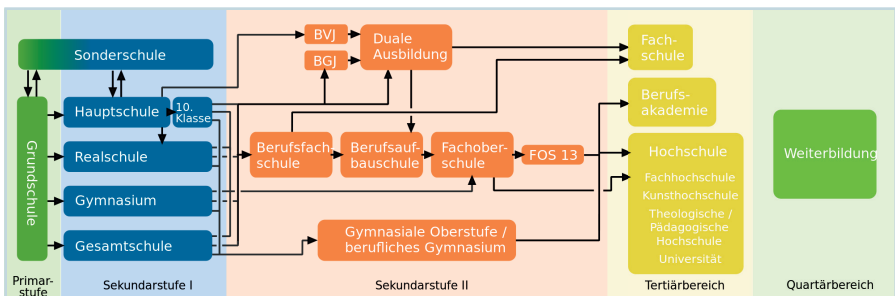 Sonderschule
Grundschule
Hauptschule
10.
Klasse
Realschule
Gymnasium
Gesamtschule
BVJ
BGJ
Duale
Ausbildung
Berufsfach-
schule
Berufsauf-
bauschule
Fachober-
schule
FOS 13
Gymnasiale Oberstufe /
berufliches Gymnasium
Fach-
schule
Berufs-
akademie
Hochschule
Fachhochschule
Kunsthochschule
Theologische /
Pädagogische
Hochschule
Universität
Weiterbildung
Primar-
stufe
Sekundarstufe I
Sekundarstufe II
Tertiärbereich
Quartärbereich